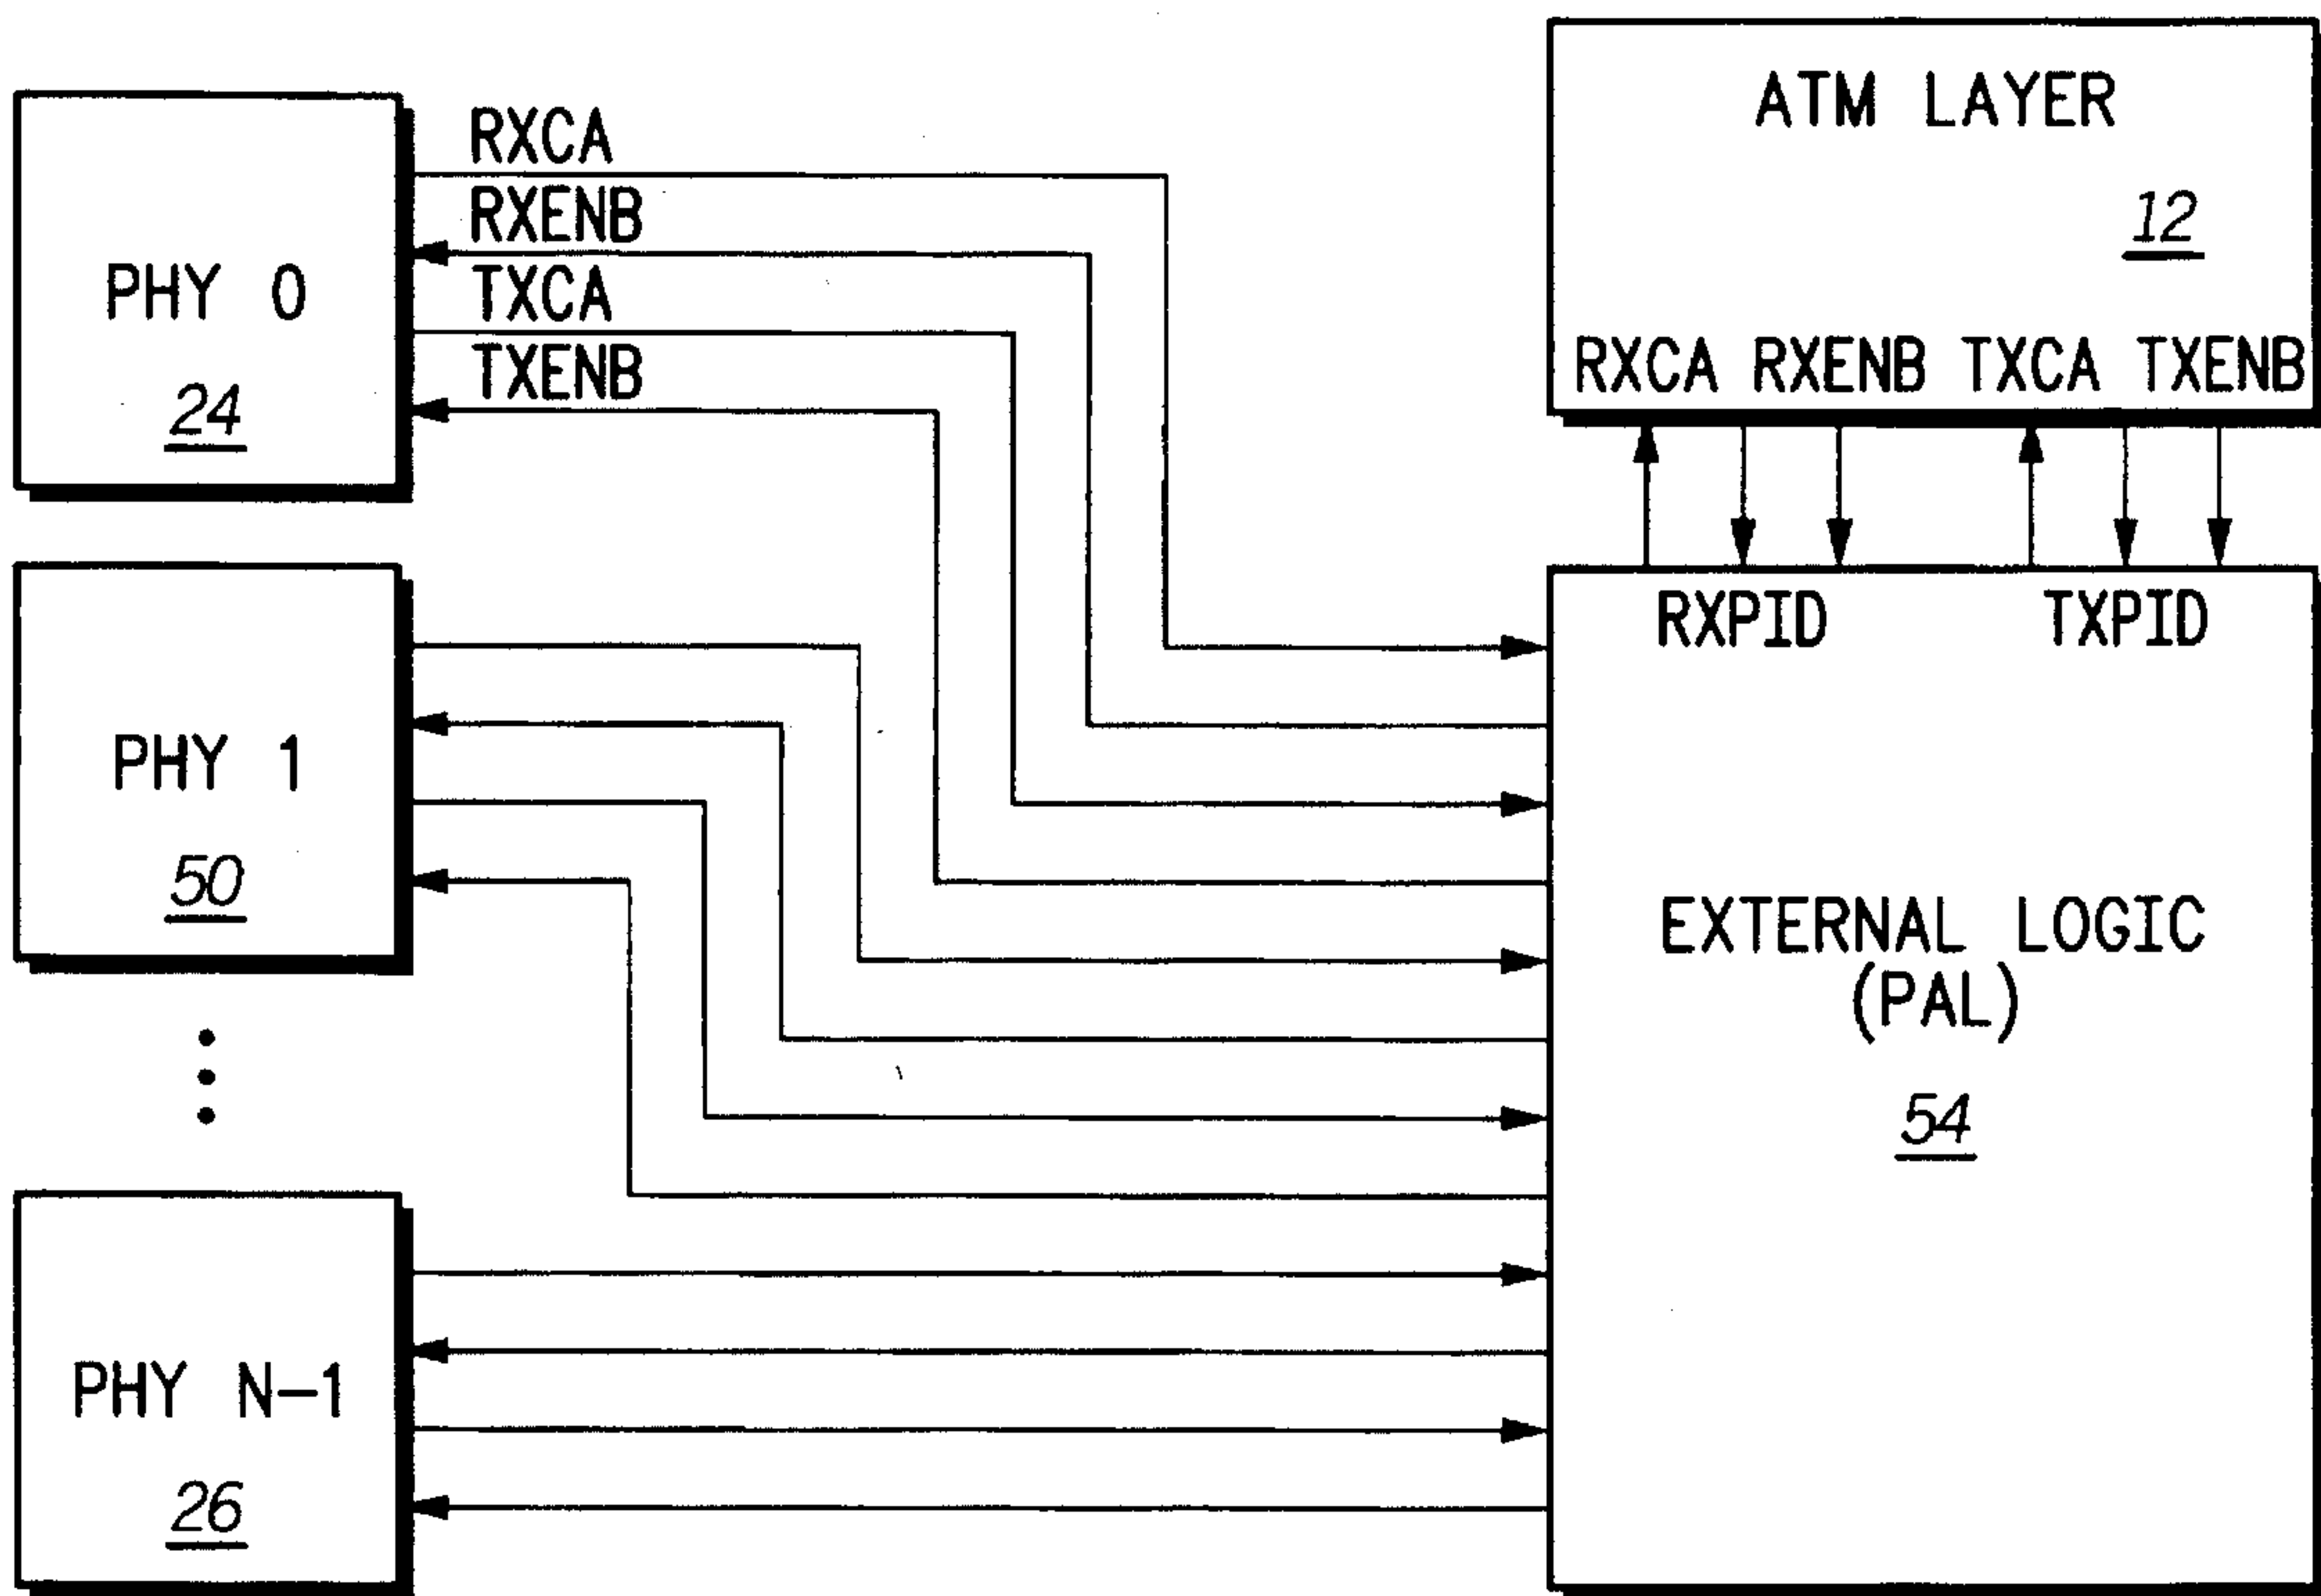 PHY 0
24
RXCA
RXENB
TXCA
TXENB
ATM LAYER
12
RXCA RXENB TXCA TXENB
RXPID TXPID
EXTERNAL LOGIC
(PAL)
54
PHY 1
50
PHY N-1
26